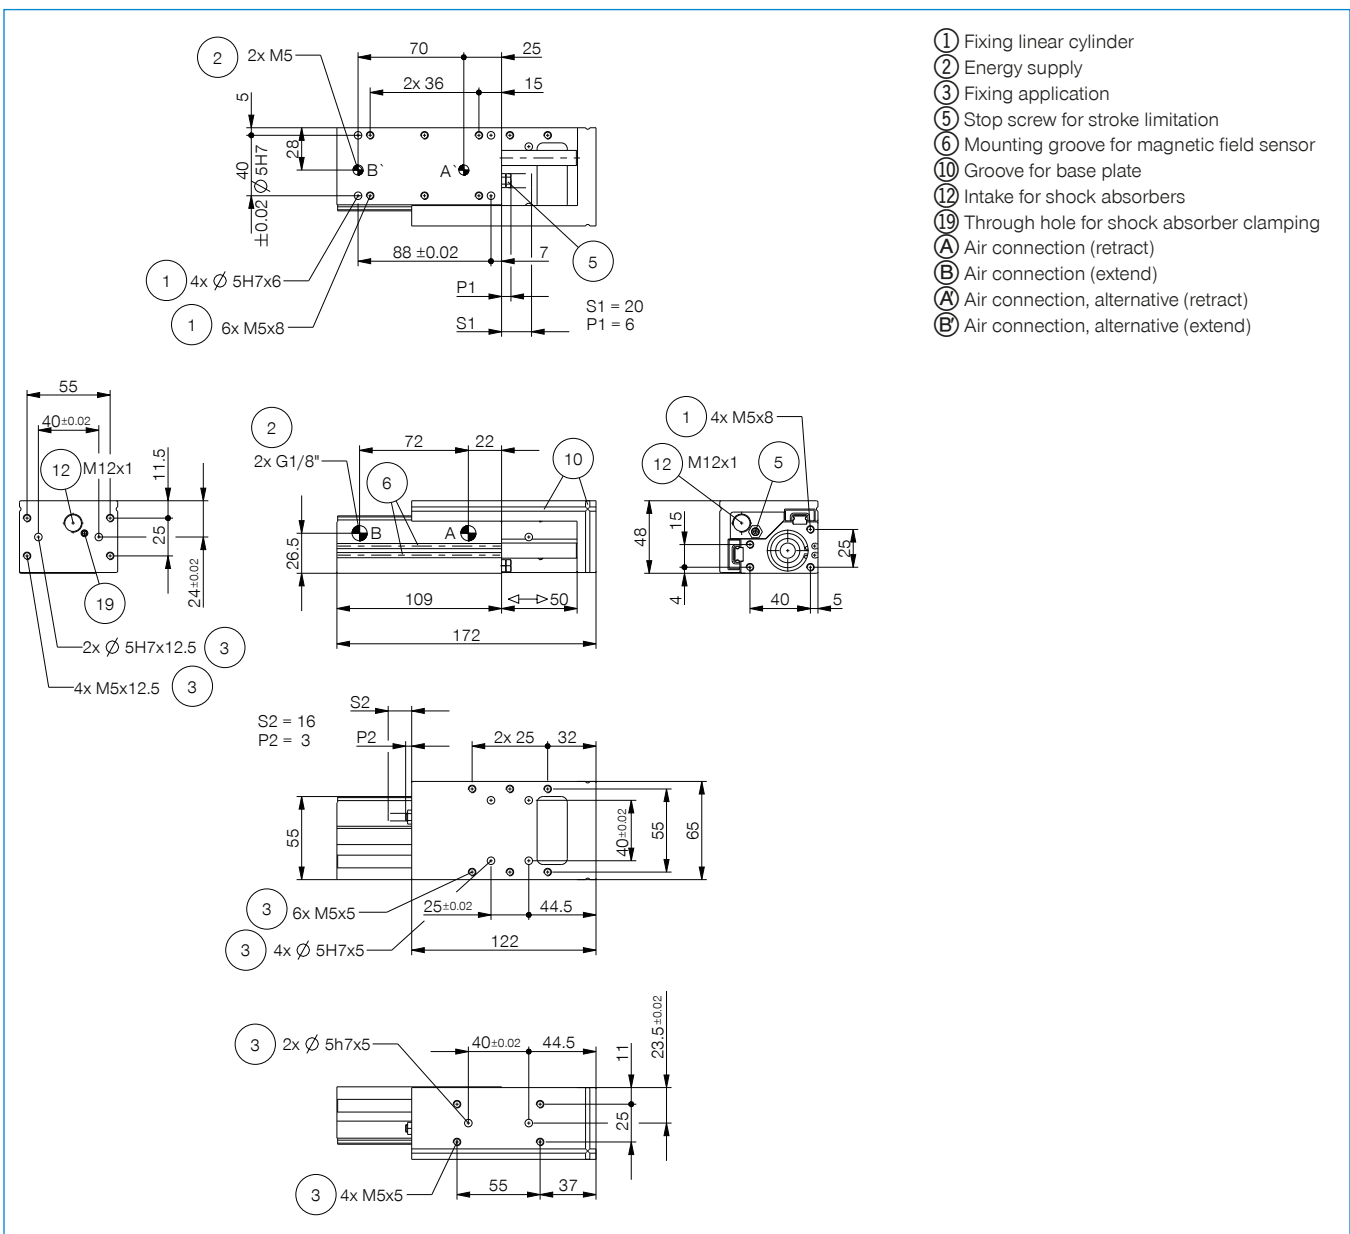 1 Fixing linear cylinder
2 Energy supply
3 Fixing application
5 Stop screw for stroke limitation
6 Mounting groove for magnetic field sensor
10 Groove for base plate
12 Intake for shock absorbers
19 Through hole for shock absorber clamping
A Air connection (retract)
B Air connection (extend)
A' Air connection, alternative (retract)
B' Air connection, alternative (extend)
2 2x M5
70 25
2x 36 15
5
28
40
±0.02 Ø 5H7
B` A`
88 ±0.02 7
5
1 4x Ø 5H7x6
1 6x M5x8
P1
S1
S1 = 20
P1 = 6
55
40±0.02
12 M12x1
11.5
25
24±0.02
19
2x Ø 5H7x12.5 3
4x M5x12.5 3
2
2x G1/8"
72 22
6
10
B A
26.5
109 50
172
1 4x M5x8
12 M12x1 5
48
15
4
25
40 5
S2
S2 = 16
P2 = 3
P2
2x 25 32
55
40±0.02
55
65
3 6x M5x5
25±0.02 44.5
3 4x Ø 5H7x5
122
3 2x Ø 5h7x5
40±0.02 44.5
11
23.5±0.02
25
3 4x M5x5
55 37